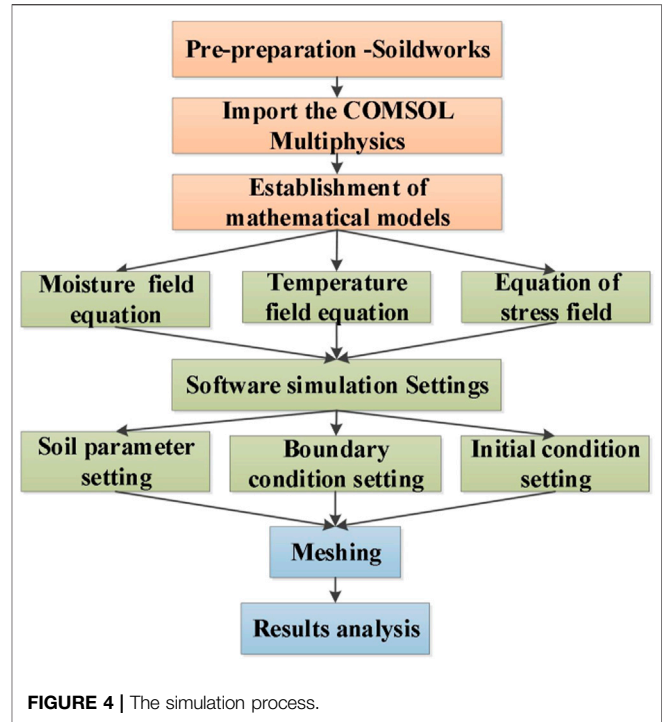 Pre-preparation -Soildworks
Import the COMSOL
Multiphysics
Establishment of
mathematical models
Moisture field
equation
Temperature
field equation
Equation of
stress field
Software simulation Settings
Soil parameter
setting
Boundary
condition setting
Initial condition
setting
Meshing
Results analysis
FIGURE 4 | The simulation process.